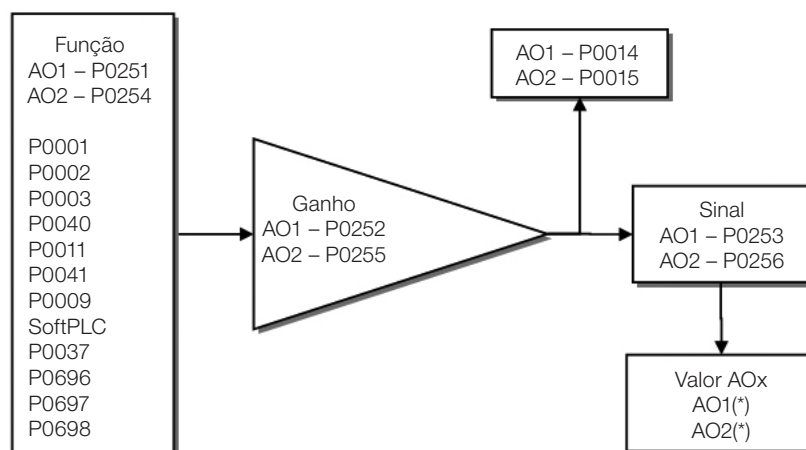 Função
AO1 – P0251
AO2 – P0254
P0001
P0002
P0003
P0040
P0011
P0041
P0009
SoftPLC
P0037
P0696
P0697
P0698
Ganho
AO1 – P0252
AO2 – P0255
AO1 – P0014
AO2 – P0015
Sinal
AO1 – P0253
AO2 – P0256
Valor AOx
AO1(*)
AO2(*)